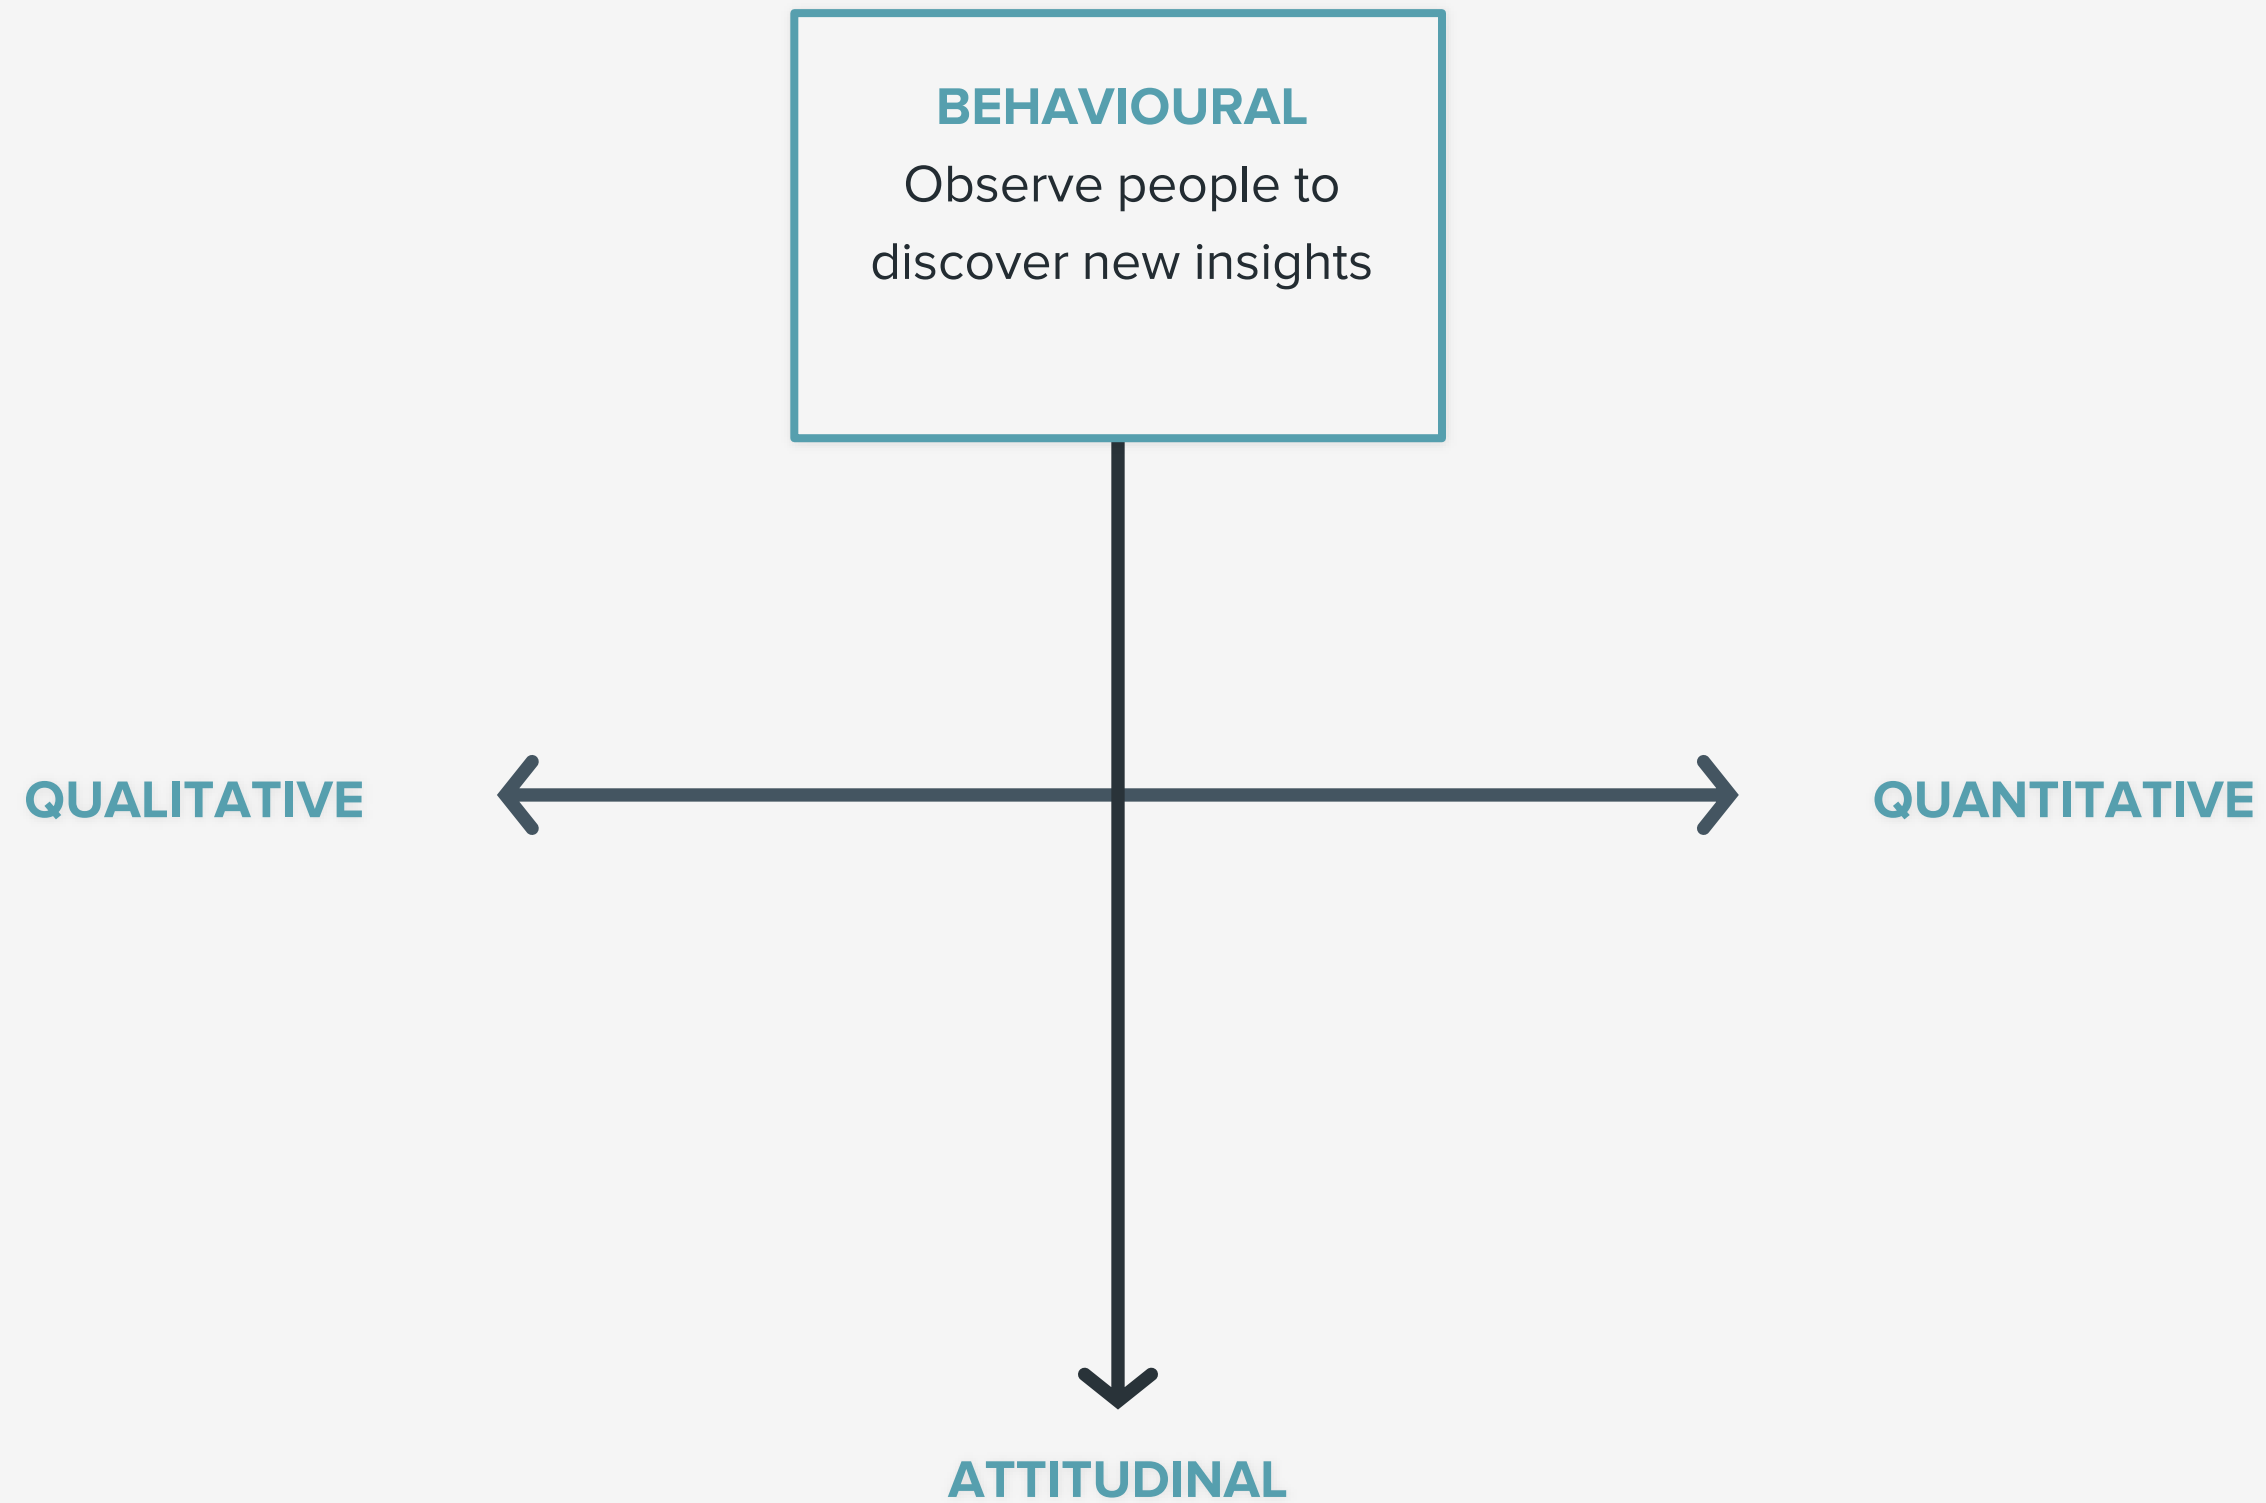 BEHAVIOURAL
Observe people to
discover new insights
QUALITATIVE
QUANTITATIVE
ATTITUDINAL